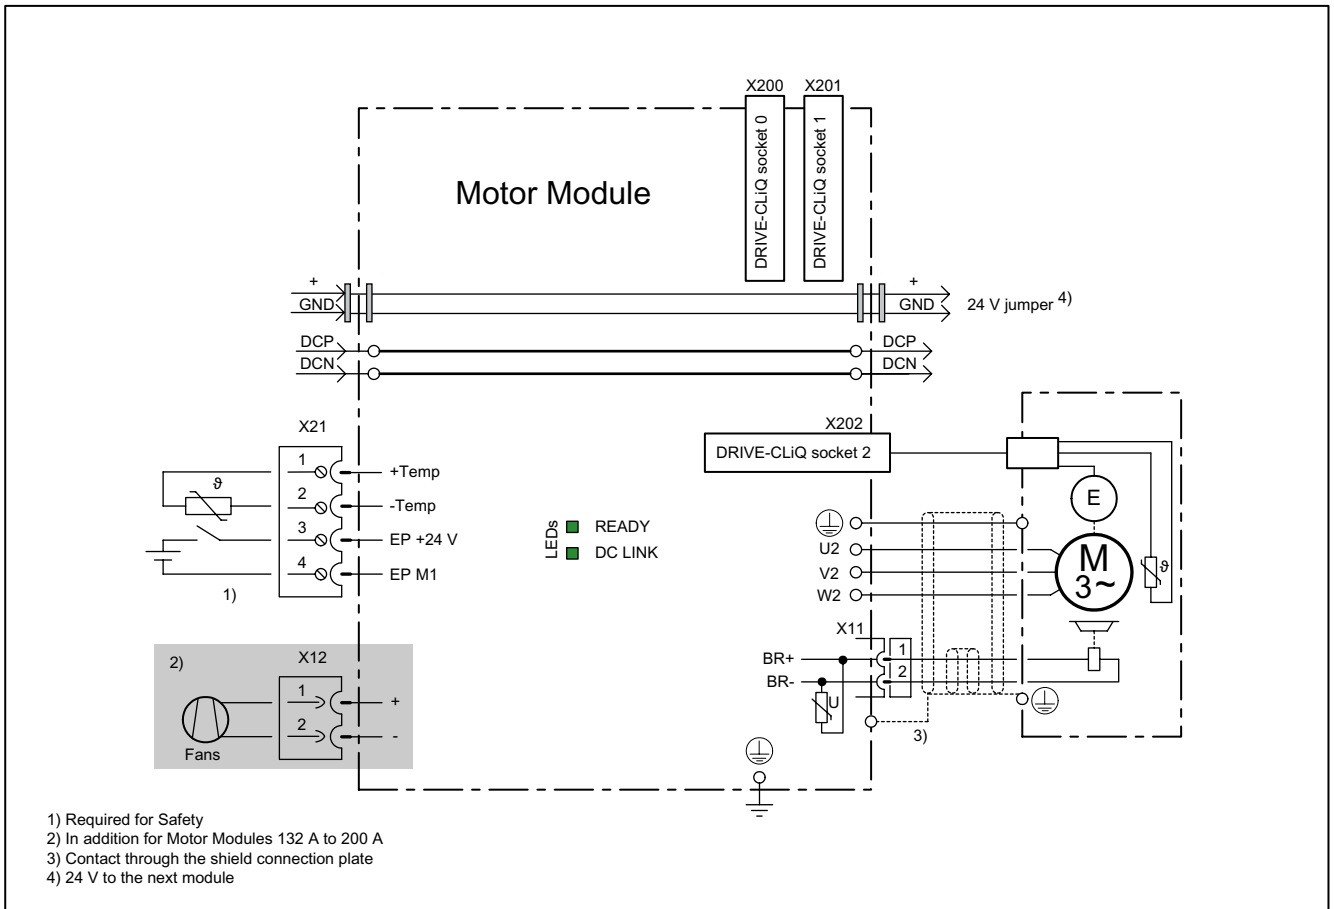 X200 X201
DRIVE-CLiQ socket 0
DRIVE-CLiQ socket 1
Motor Module
+
GND
+
GND
24 V jumper 4)
DCP
DCN
DCP
DCN
X21
1
+Temp
2
-Temp
3
EP +24 V
4
EP M1
ϑ
1)
X202
DRIVE-CLiQ socket 2
LEDs
READY
DC LINK
E
M
3~
ϑ
U2
V2
W2
X11
BR+
1
BR-
2
U
3)
2)
X12
1
+
2
-
Fans
1) Required for Safety
2) In addition for Motor Modules 132 A to 200 A
3) Contact through the shield connection plate
4) 24 V to the next module